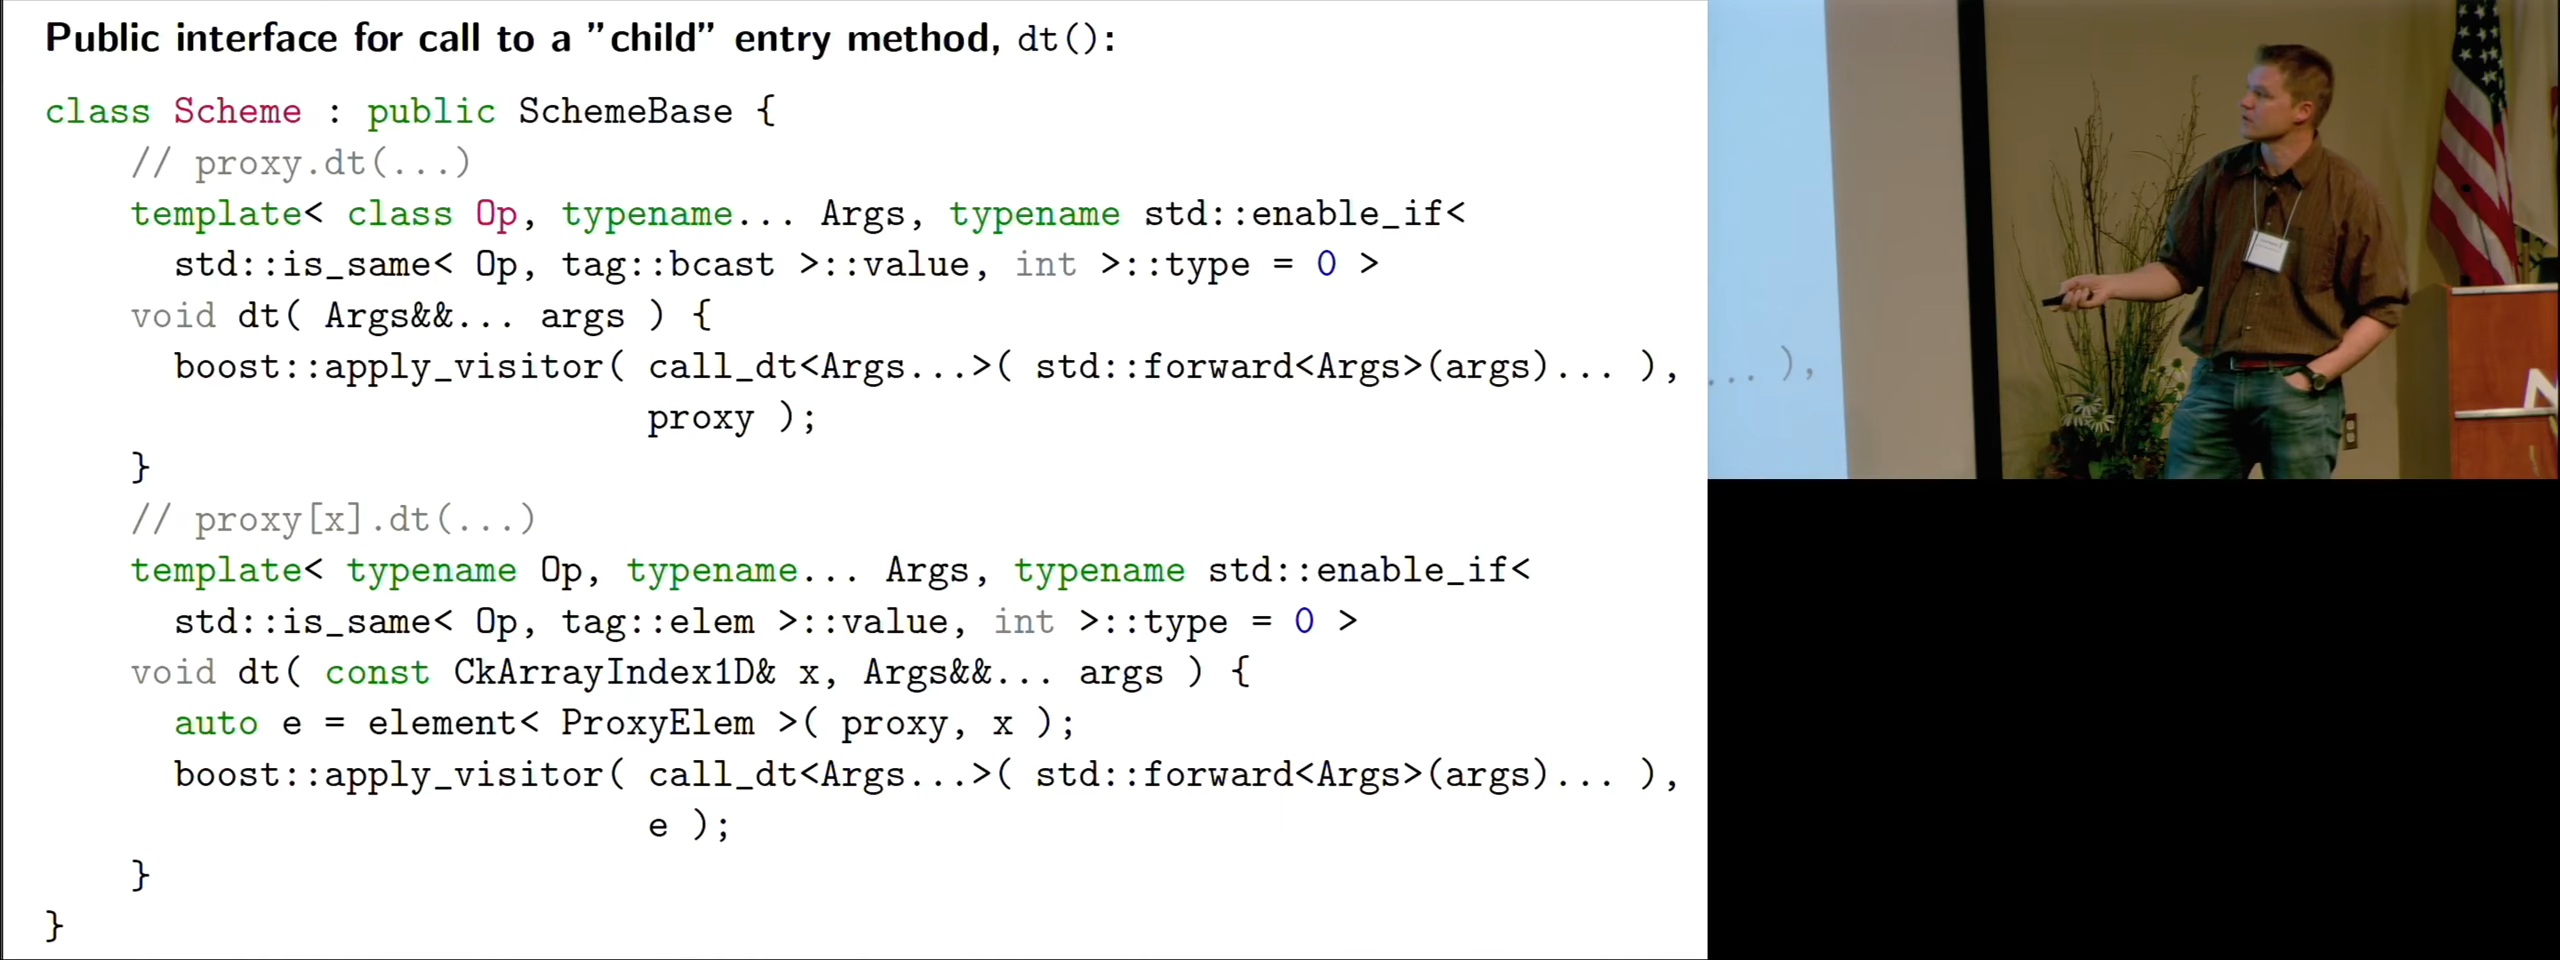 Public interface for call to a ”child” entry method, dt():
class Scheme : public SchemeBase {
// proxy.dt(...)
template< class Op, typename... Args, typename std::enable_if<
std::is_same< Op, tag::bcast >::value, int >::type = 0 >
void dt( Args&&... args ) {
boost::apply_visitor( call_dt<Args...>( std::forward<Args>(args)... ),
proxy );
}
// proxy[x].dt(...)
template< typename Op, typename... Args, typename std::enable_if<
std::is_same< Op, tag::elem >::value, int >::type = 0 >
void dt( const CkArrayIndex1D& x, Args&&... args ) {
auto e = element< ProxyElem >( proxy, x );
boost::apply_visitor( call_dt<Args...>( std::forward<Args>(args)... ),
e );
}
}
... ),